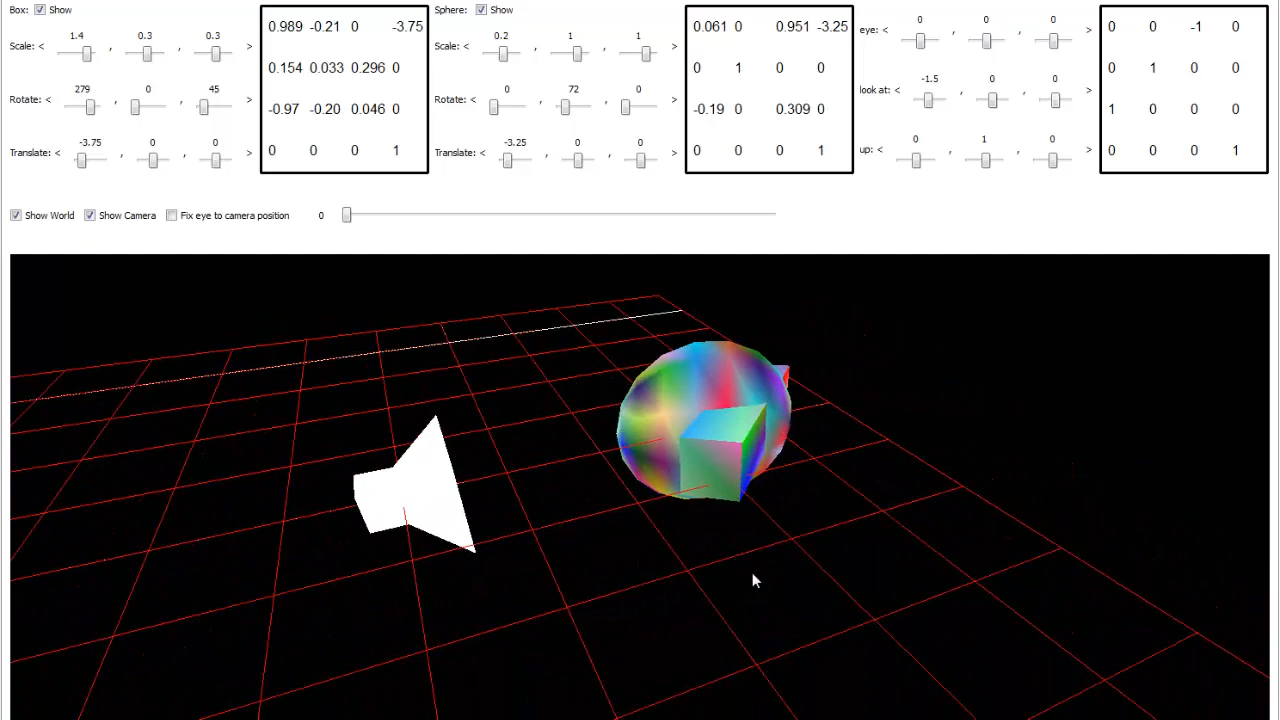 Box: Show
Scale: < 1.4 , 0.3 , 0.3 >
Rotate: < 279 , 0 , 45 >
Translate: < -3.75 , 0 , 0 >
0.989 -0.21 0 -3.75
0.154 0.033 0.296 0
-0.97 -0.20 0.046 0
0 0 0 1
Sphere: Show
Scale: < 0.2 , 1 , 1 >
Rotate: < 0 , 72 , 0 >
Translate: < -3.25 , 0 , 0 >
0.061 0 0.951 -3.25
0 1 0 0
-0.19 0 0.309 0
0 0 0 1
eye: < 0 , 0 , 0 >
look at: < -1.5 , 0 , 0 >
up: < 0 , 1 , 0 >
0 0 -1 0
0 1 0 0
1 0 0 0
0 0 0 1
Show World Show Camera Fix eye to camera position 0